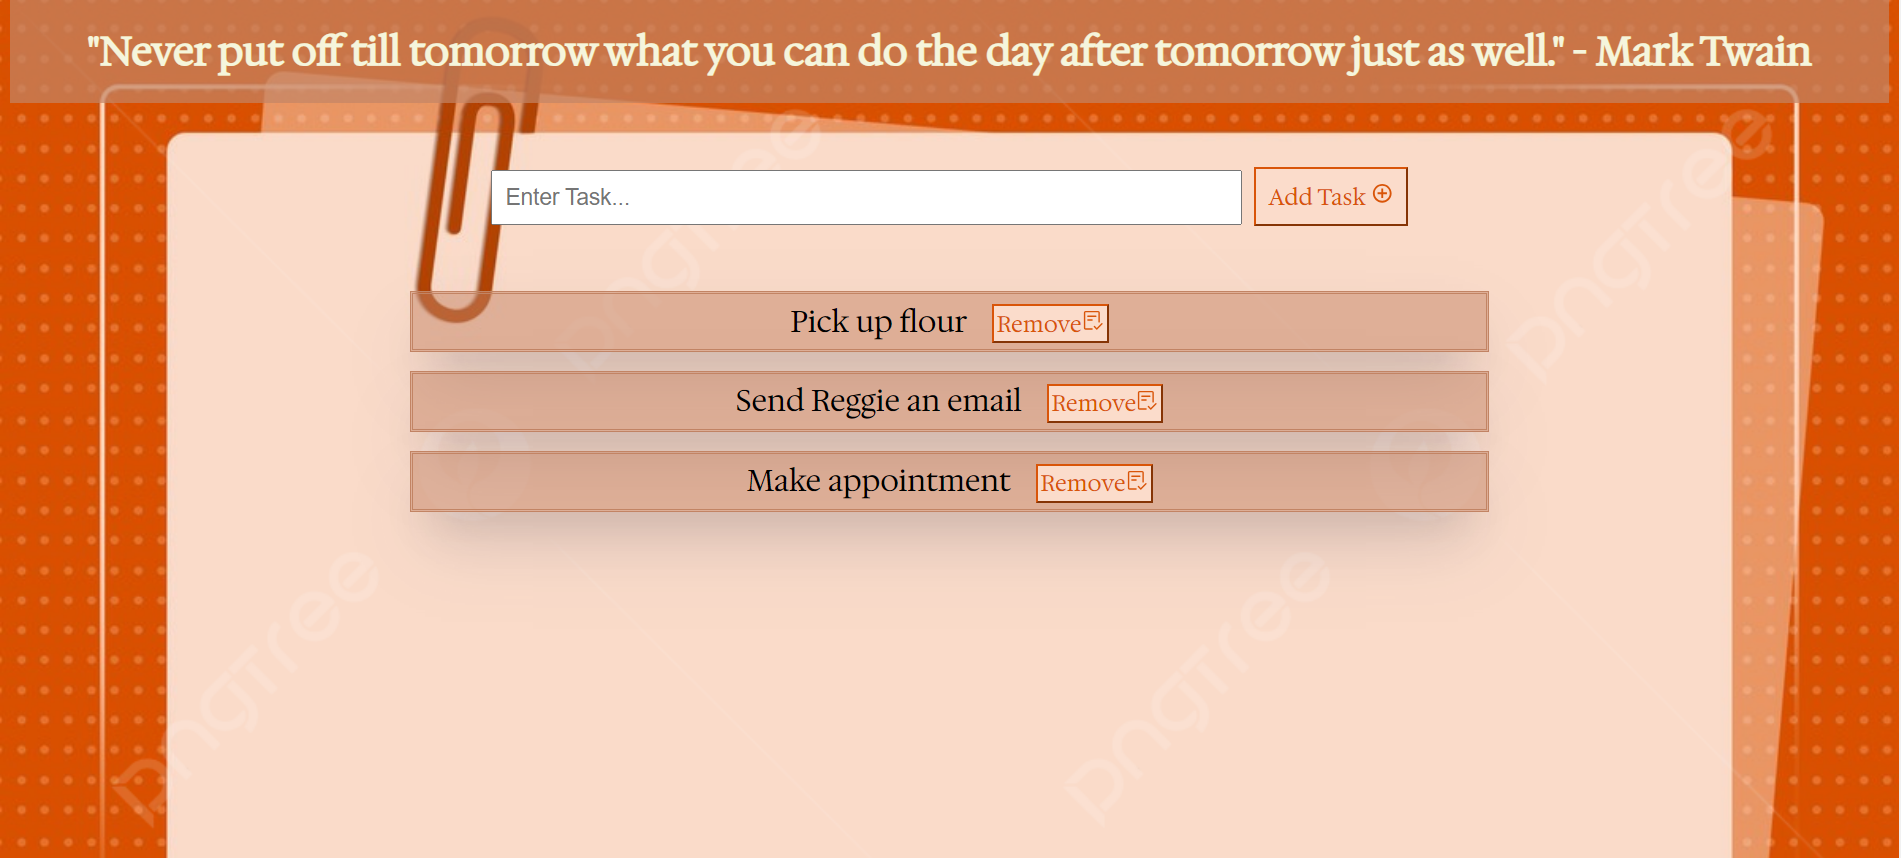 "Never put off till tomorrow what you can do the day after tomorrow just as well." - Mark Twain
Enter Task...
Add Task
Pick up flour Remove
Send Reggie an email Remove
Make appointment Remove
pngtree
pngtree
pngtree
pngtree